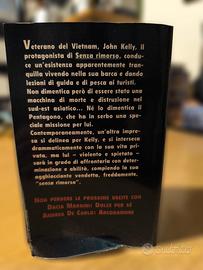 Veterano del Vietnam, John Kelly, il
protagonista di Senza rimorso, condu-
ce un'esistenza apparentemente tran-
quilla vivendo nella sua barca e dando
lezioni di guida e di pesca ai turisti.
Non dimentica però di essere stato una
macchina di morte e distruzione nel
sud-est asiatico... Né lo dimentica il
Pentagono, che ha in serbo una spe-
ciale missione per lui.
Contemporaneamente, un'altra impre-
sa si delinea per Kelly, e si interseca
drammaticamente con la sua vita pri-
vata, ma lui - violento e spietato -
sarà in grado di affrontarla con deter-
minazione e abilità, compiendo la sua
agghiacciante vendetta, freddamente,
"senza rimorso".
Non perdere le prossime uscite con
Dacia Maraini Dolce per sé
Andrea De Carlo: Arcodamore
Subito.it